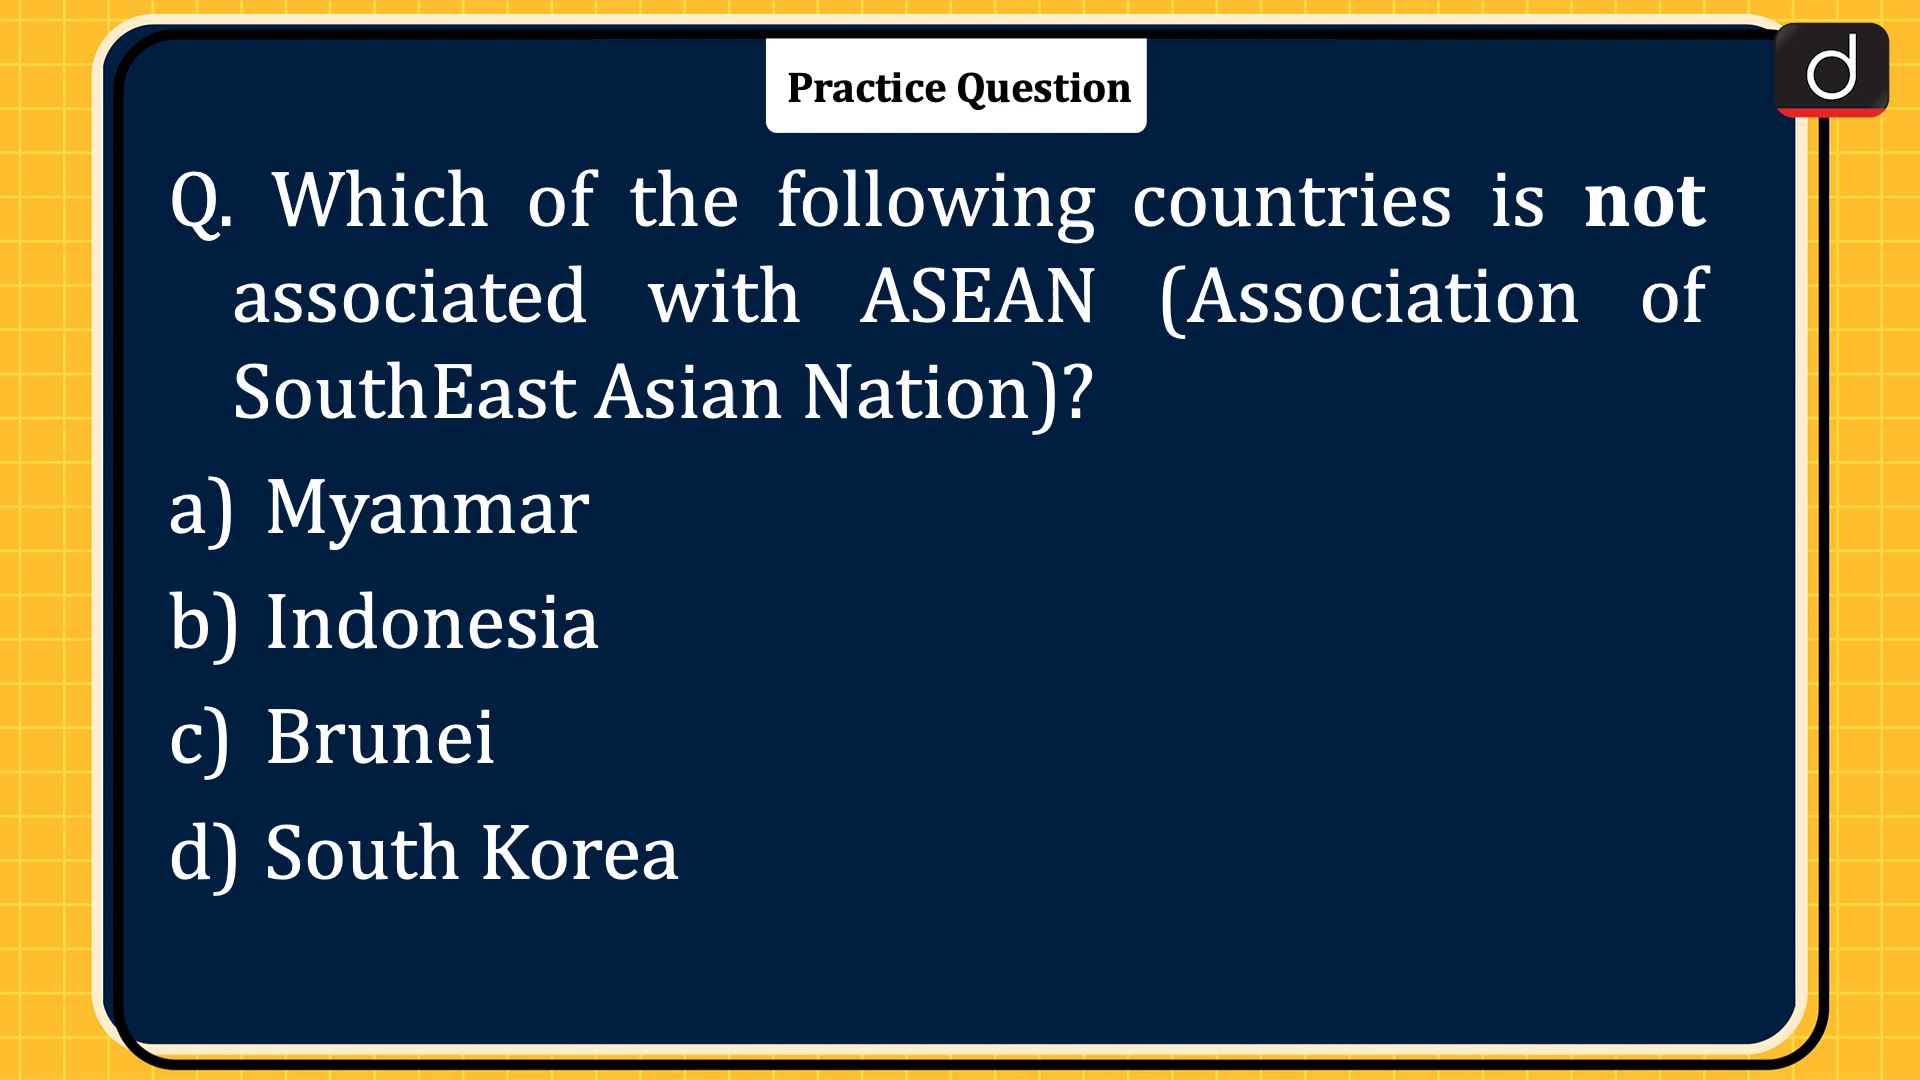 Practice Question
Q. Which of the following countries is not
associated with ASEAN (Association of
SouthEast Asian Nation)?
a) Myanmar
b) Indonesia
c) Brunei
d) South Korea
d